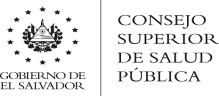 GOBIERNO DE
EL SALVADOR
CONSEJO
SUPERIOR
DE SALUD
PÚBLICA